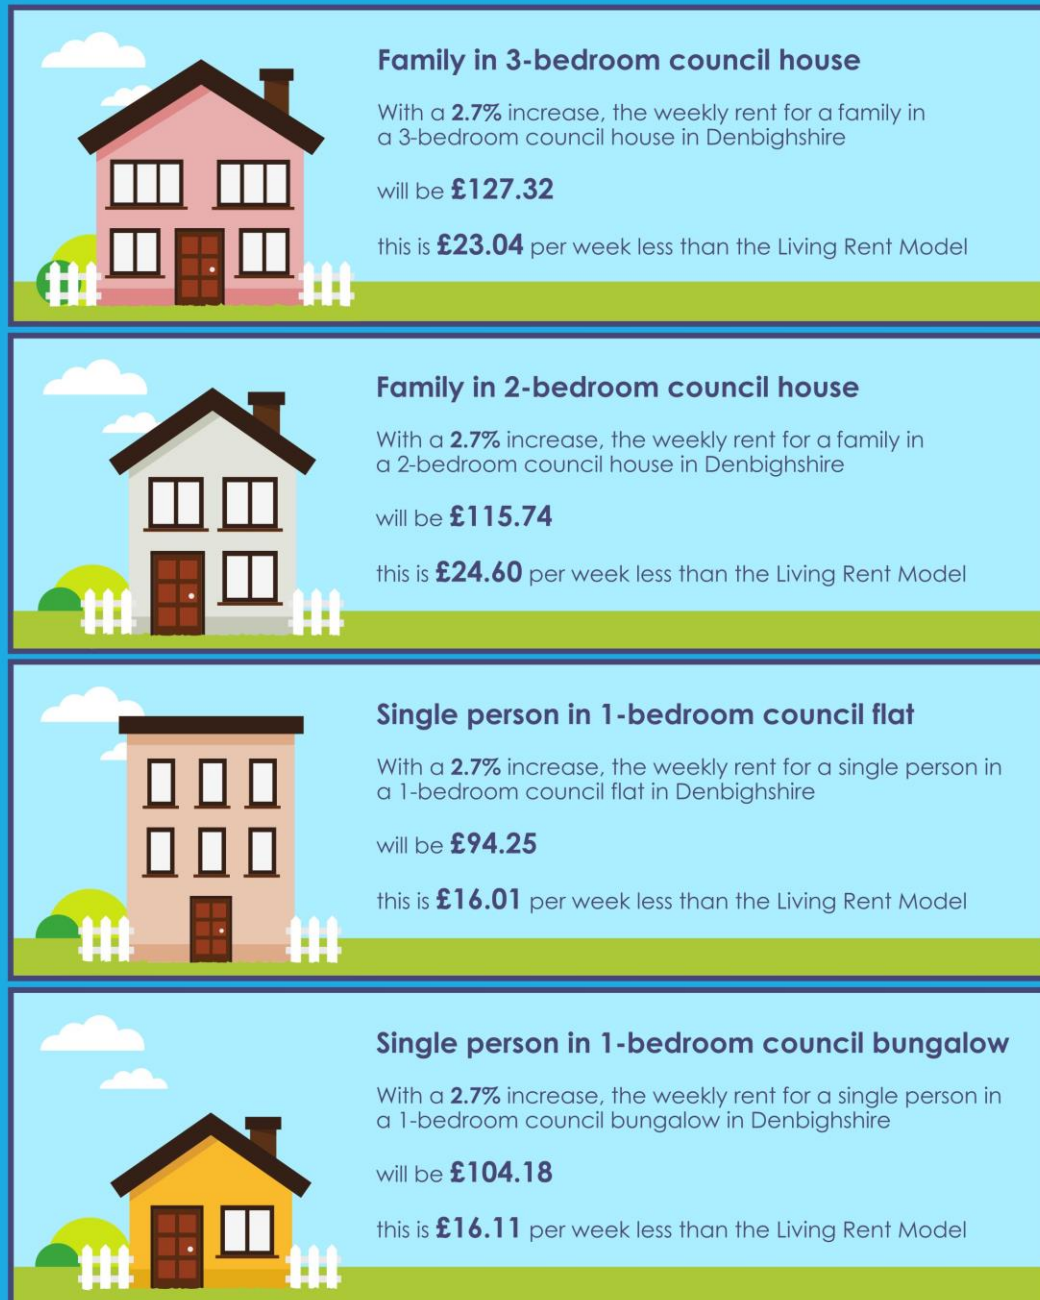 Family in 3-bedroom council house
With a 2.7% increase, the weekly rent for a family in
a 3-bedroom council house in Denbighshire
will be £127.32
this is £23.04 per week less than the Living Rent Model
Family in 2-bedroom council house
With a 2.7% increase, the weekly rent for a family in
a 2-bedroom council house in Denbighshire
will be £115.74
this is £24.60 per week less than the Living Rent Model
Single person in 1-bedroom council flat
With a 2.7% increase, the weekly rent for a single person in
a 1-bedroom council flat in Denbighshire
will be £94.25
this is £16.01 per week less than the Living Rent Model
Single person in 1-bedroom council bungalow
With a 2.7% increase, the weekly rent for a single person in
a 1-bedroom council bungalow in Denbighshire
will be £104.18
this is £16.11 per week less than the Living Rent Model